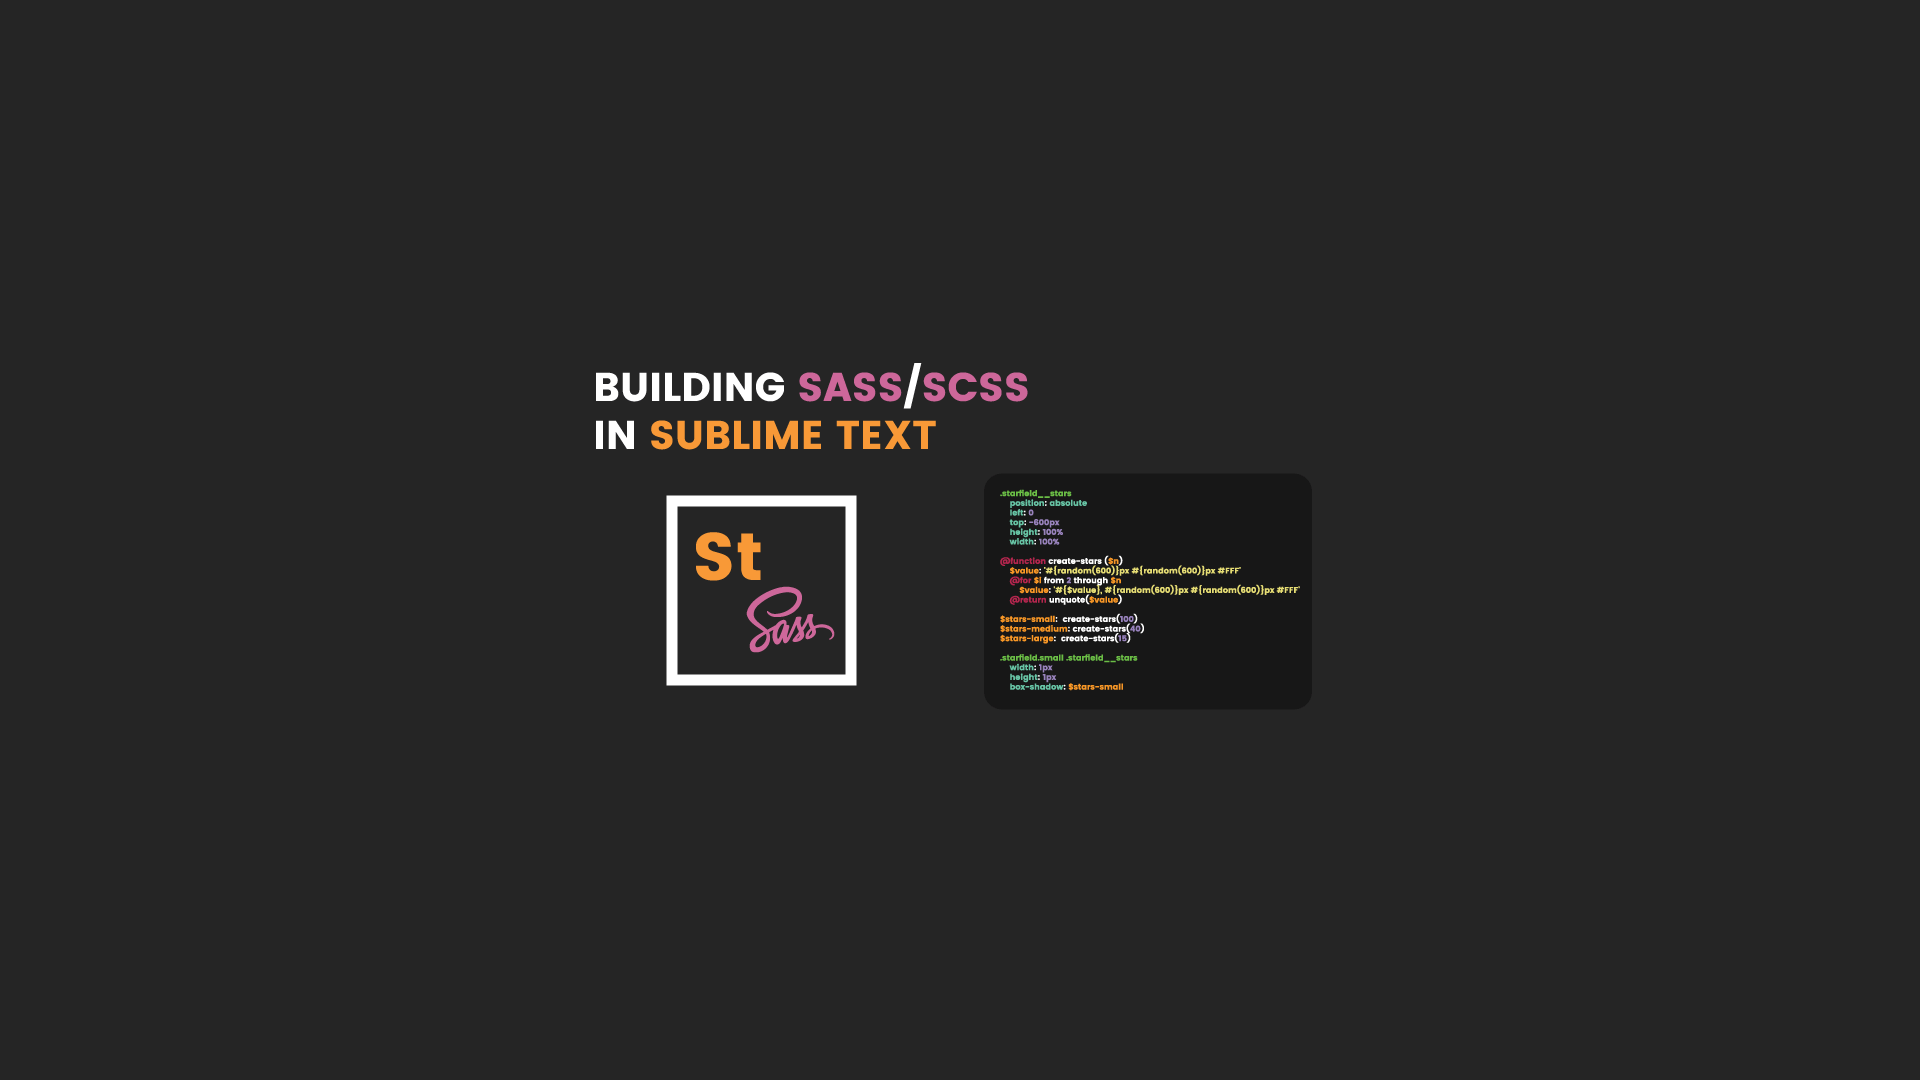 BUILDING SASS/SCSS
IN SUBLIME TEXT
St
Sass
.starfield__stars
position: absolute
left: 0
top: -600px
height: 100%
width: 100%
@function create-stars ($n)
$value: '#{random(600)}px #{random(600)}px #FFF'
@for $i from 2 through $n
$value: '#{$value}, #{random(600)}px #{random(600)}px #FFF'
@return unquote($value)
$stars-small: create-stars(100)
$stars-medium: create-stars(40)
$stars-large: create-stars(15)
.starfield.small .starfield__stars
width: 1px
height: 1px
box-shadow: $stars-small